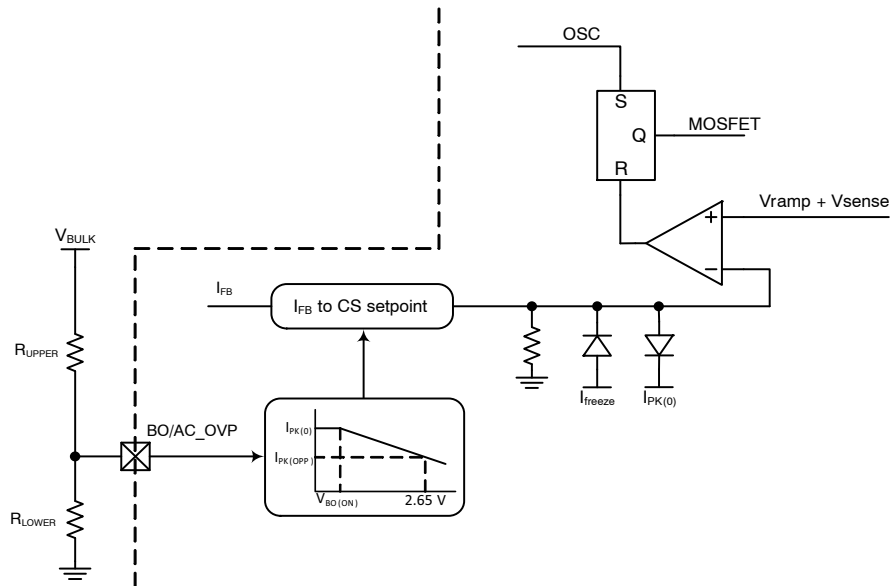 OSC
S
Q
MOSFET
R
Vramp + Vsense
+
−
V_BULK
I_FB
I_FB to CS setpoint
R_UPPER
I_freeze
I_PK(0)
BO/AC_OVP
I_PK(0)
I_PK(OPP)
V_BO(ON)
2.65 V
R_LOWER